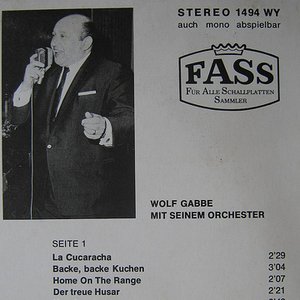 STEREO 1494 WY
auch mono abspielbar
FASS
FÜR ALLE SCHALLPLATTEN
SAMMLER
WOLF GABBE
MIT SEINEM ORCHESTER
SEITE 1
La Cucaracha 2'29
Backe, backe Kuchen 3'04
Home On The Range 2'07
Der treue Husar 2'21